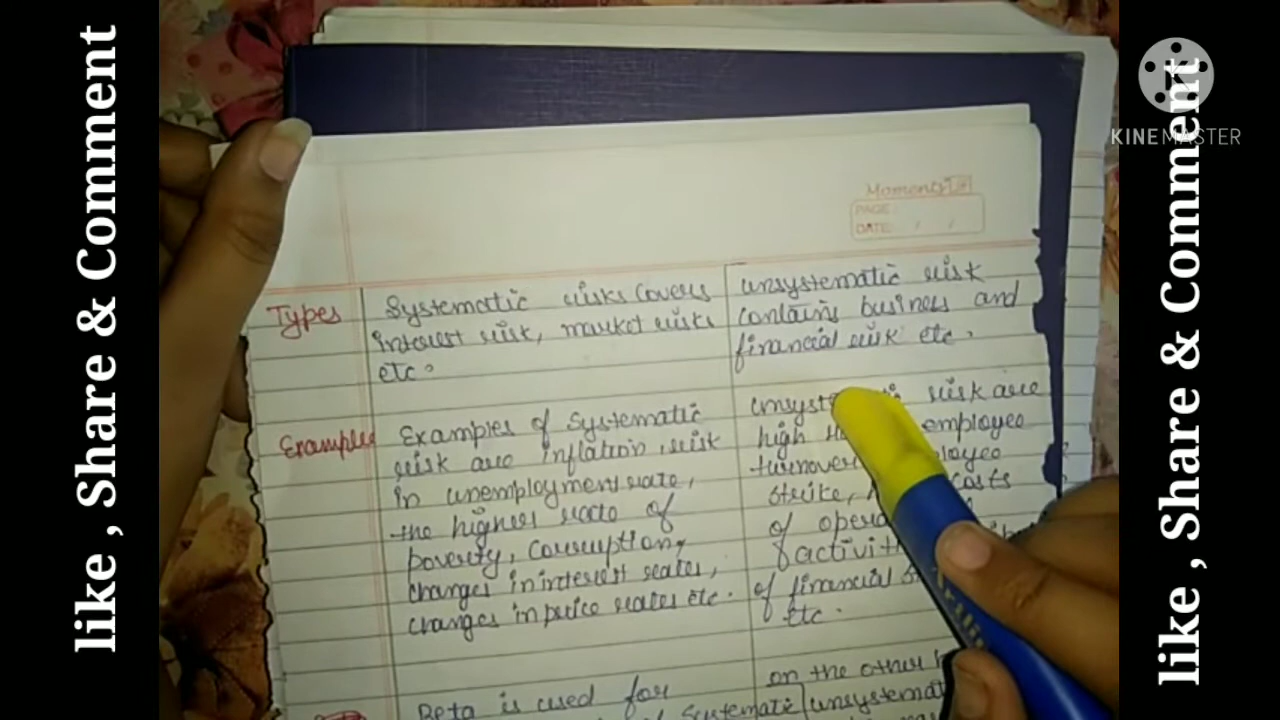 like , Share & Comment
KINEMASTER
like , Share & Comment
Moments
PAGE:
DATE: / /
Types
Systematic risks Covers
interest risk, market risks
etc.
unsystematic risk
contains business and
financial risk etc.
Examples
Examples of Systematic
risk are inflation, risk
in unemployment rate,
the higher rate of
poverty, Corruption,
changes in interest rates,
changes in price rates etc.
risk are
high employee
turnover
Strike, costs
of
of financial
etc.
Beta is used for
Systematic
on the other